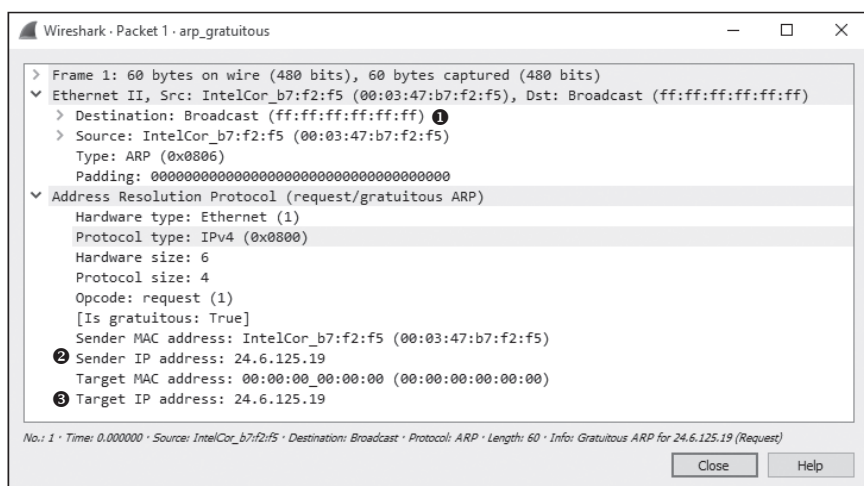 Wireshark · Packet 1 · arp_gratuitous
Frame 1: 60 bytes on wire (480 bits), 60 bytes captured (480 bits)
Ethernet II, Src: IntelCor_b7:f2:f5 (00:03:47:b7:f2:f5), Dst: Broadcast (ff:ff:ff:ff:ff:ff)
Destination: Broadcast (ff:ff:ff:ff:ff:ff) ❶
Source: IntelCor_b7:f2:f5 (00:03:47:b7:f2:f5)
Type: ARP (0x0806)
Padding: 000000000000000000000000000000000000
Address Resolution Protocol (request/gratuitous ARP)
Hardware type: Ethernet (1)
Protocol type: IPv4 (0x0800)
Hardware size: 6
Protocol size: 4
Opcode: request (1)
[Is gratuitous: True]
Sender MAC address: IntelCor_b7:f2:f5 (00:03:47:b7:f2:f5)
❷ Sender IP address: 24.6.125.19
Target MAC address: 00:00:00_00:00:00 (00:00:00:00:00:00)
❸ Target IP address: 24.6.125.19
No.: 1 · Time: 0.000000 · Source: IntelCor_b7:f2:f5 · Destination: Broadcast · Protocol: ARP · Length: 60 · Info: Gratuitous ARP for 24.6.125.19 (Request)
Close Help